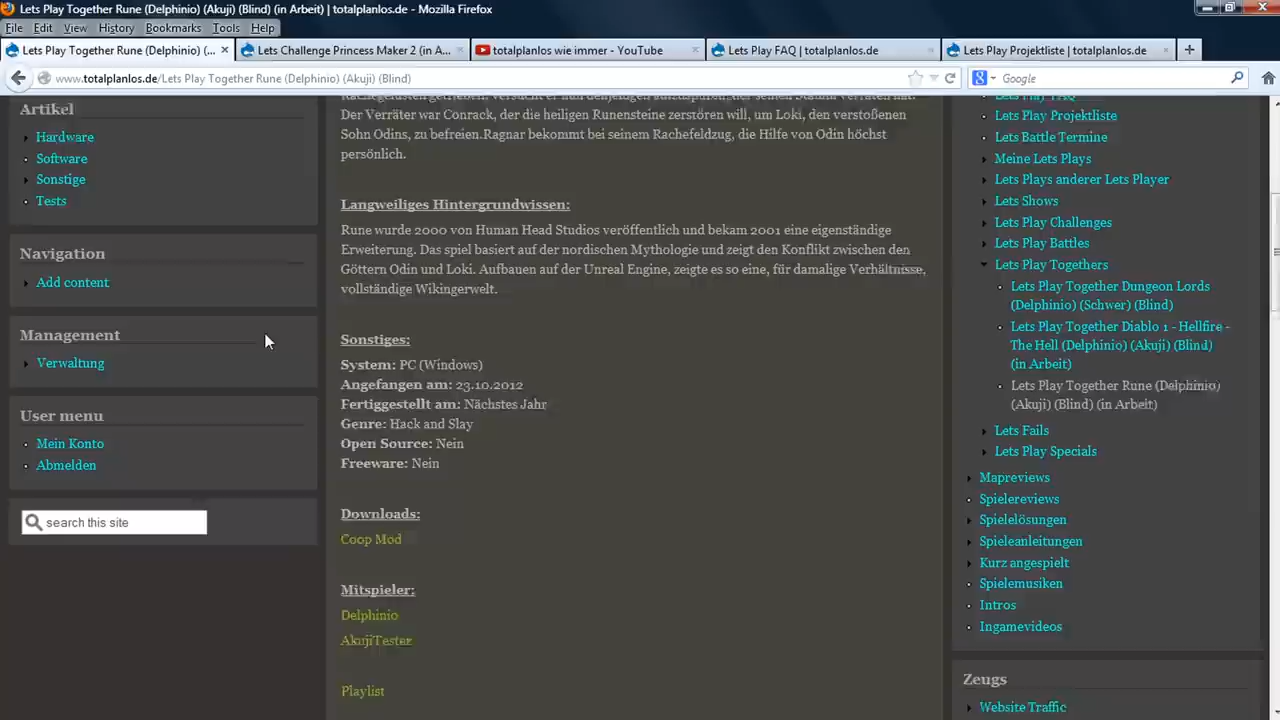 Lets Play Together Rune (Delphinio) (Akuji) (Blind) (in Arbeit) | totalplanlos.de - Mozilla Firefox
File Edit View History Bookmarks Tools Help
Lets Play Together Rune (Delphinio) (... × Lets Challenge Princess Maker 2 (in A... × totalplanlos wie immer - YouTube × Lets Play FAQ | totalplanlos.de × Lets Play Projektliste | totalplanlos.de × +
www.totalplanlos.de/Lets Play Together Rune (Delphinio) (Akuji) (Blind) Google
Artikel
Hardware
Software
Sonstige
Tests
Navigation
Add content
Management
Verwaltung
User menu
Mein Konto
Abmelden
search this site
Rachegelüsten getrieben, versucht er nun denjenigen aufzuspüren, der seinen Stamm verraten hat.
Der Verräter war Conrack, der die heiligen Runensteine zerstören will, um Loki, den verstoßenen
Sohn Odins, zu befreien.Ragnar bekommt bei seinem Rachefeldzug, die Hilfe von Odin höchst
persönlich.
Langweiliges Hintergrundwissen:
Rune wurde 2000 von Human Head Studios veröffentlich und bekam 2001 eine eigenständige
Erweiterung. Das spiel basiert auf der nordischen Mythologie und zeigt den Konflikt zwischen den
Göttern Odin und Loki. Aufbauen auf der Unreal Engine, zeigte es so eine, für damalige Verhältnisse,
vollständige Wikingerwelt.
Sonstiges:
System: PC (Windows)
Angefangen am: 23.10.2012
Fertiggestellt am: Nächstes Jahr
Genre: Hack and Slay
Open Source: Nein
Freeware: Nein
Downloads:
Coop Mod
Mitspieler:
Delphinio
AkujiTester
Playlist
Lets Play FAQ
Lets Play Projektliste
Lets Battle Termine
Meine Lets Plays
Lets Plays anderer Lets Player
Lets Shows
Lets Play Challenges
Lets Play Battles
Lets Play Togethers
Lets Play Together Dungeon Lords
(Delphinio) (Schwer) (Blind)
Lets Play Together Diablo 1 - Hellfire -
The Hell (Delphinio) (Akuji) (Blind)
(in Arbeit)
Lets Play Together Rune (Delphinio)
(Akuji) (Blind) (in Arbeit)
Lets Fails
Lets Play Specials
Mapreviews
Spielereviews
Spielelösungen
Spieleanleitungen
Kurz angespielt
Spielemusiken
Intros
Ingamevideos
Zeugs
Website Traffic